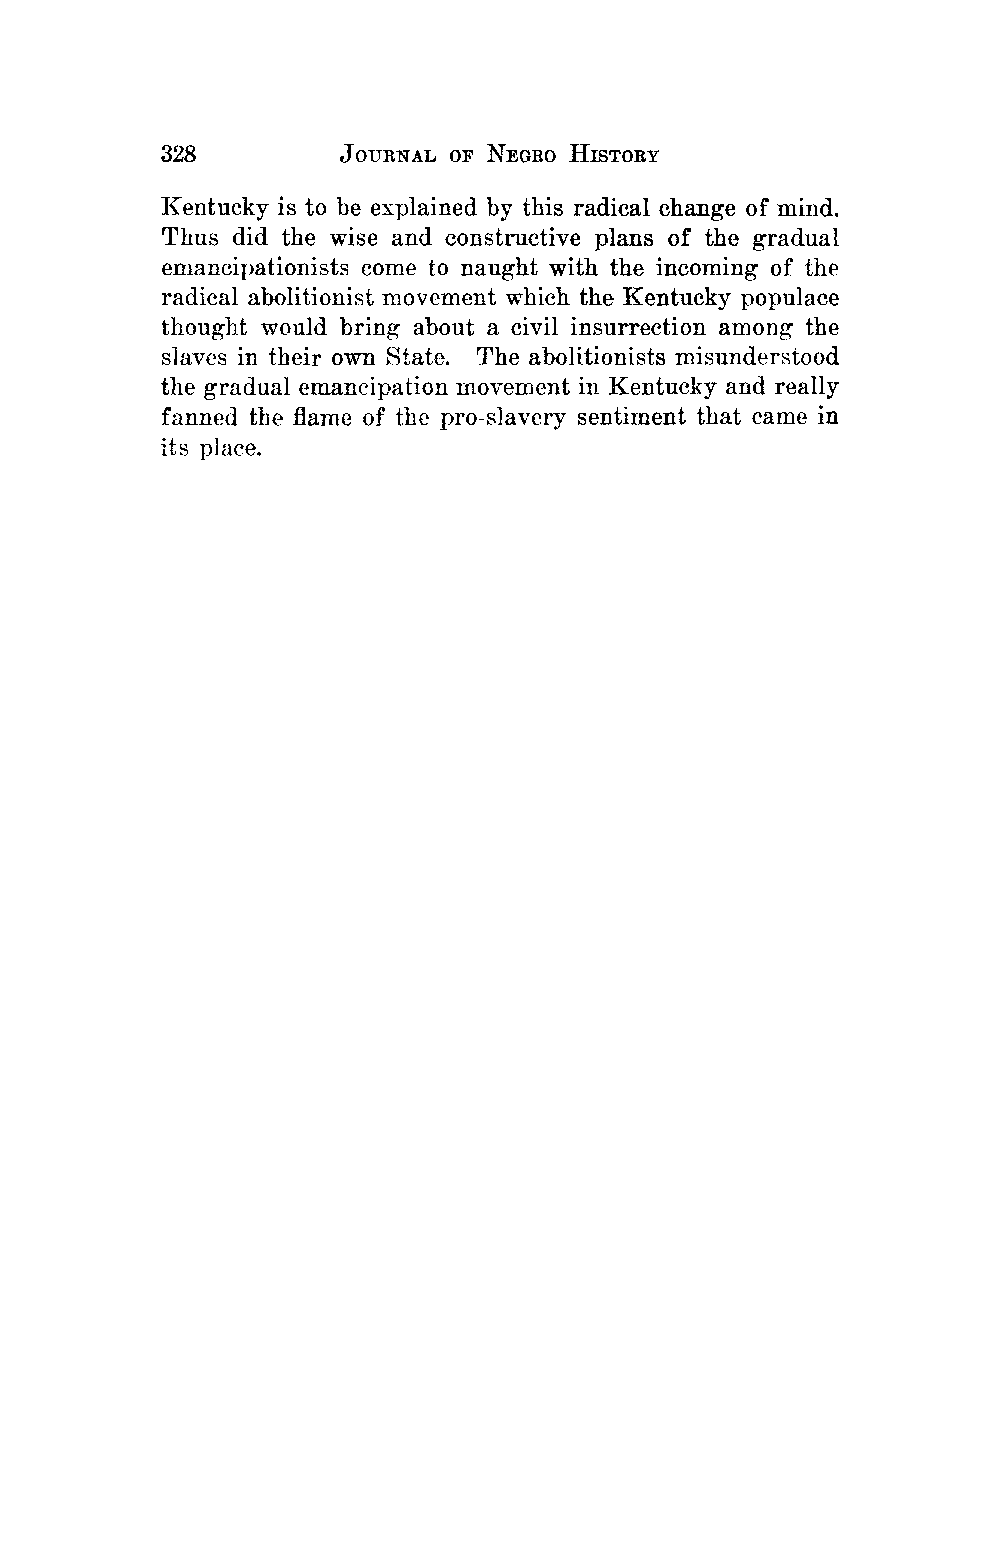 328 JOURNAL OF NEGRO HISTORY
Kentucky is to be explained by this radical change of mind.
Thus did the wise and constructive plans of the gradual
emancipationists come to naught with the incoming of the
radical abolitionist movement which the Kentucky populace
thought would bring about a civil insurrection among the
slaves in their own State. The abolitionists misunderstood
the gradual emancipation movement in Kentucky and really
fanned the flame of the pro-slavery sentiment that came in
its place.